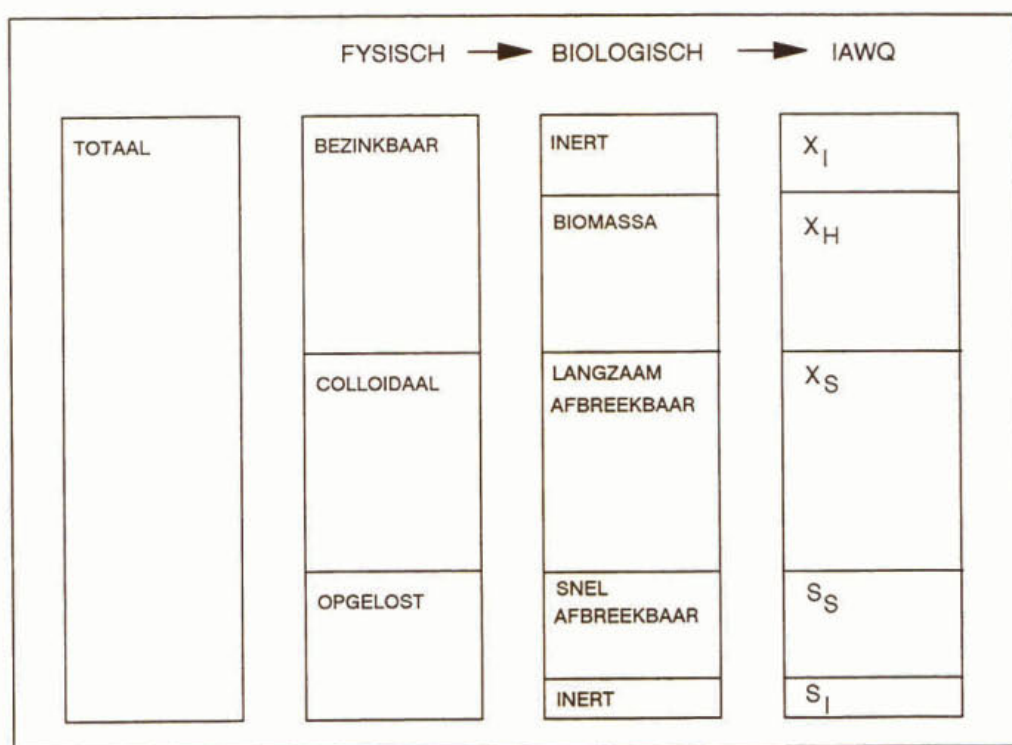 FYSISCH → BIOLOGISCH → IAWQ
TOTAAL
BEZINKBAAR
COLLOIDAAL
OPGELOST
INERT
BIOMASSA
LANGZAAM
AFBREEKBAAR
SNEL
AFBREEKBAAR
INERT
X_I
X_H
X_S
S_S
S_I